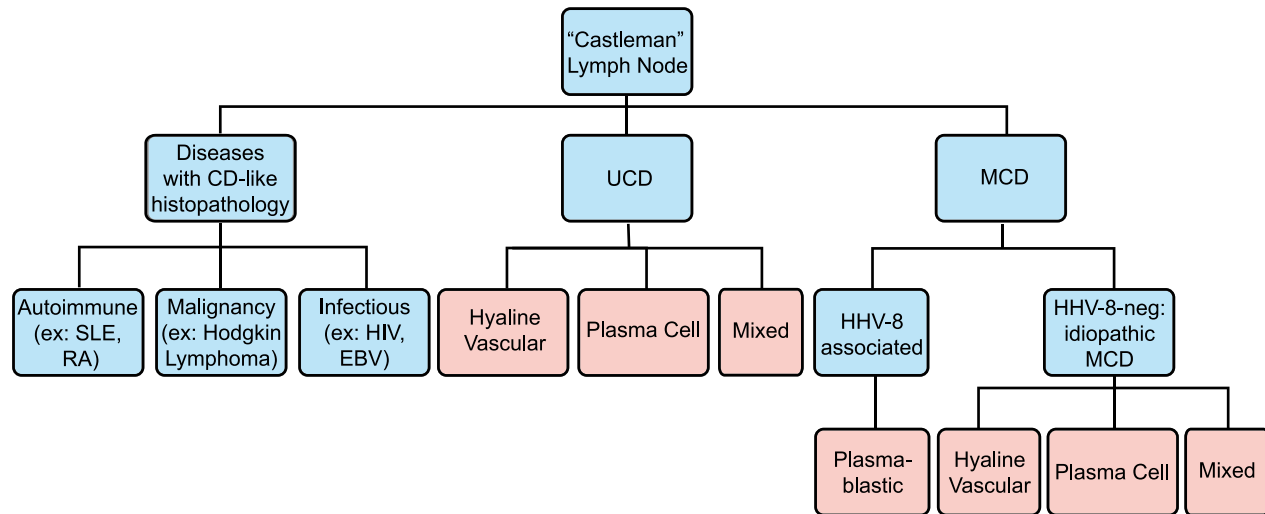 “Castleman”
Lymph Node
Diseases
with CD-like
histopathology
UCD
MCD
Autoimmune
(ex: SLE,
RA)
Malignancy
(ex: Hodgkin
Lymphoma)
Infectious
(ex: HIV,
EBV)
Hyaline
Vascular
Plasma Cell
Mixed
HHV-8
associated
HHV-8-neg:
idiopathic
MCD
Plasma-
blastic
Hyaline
Vascular
Plasma Cell
Mixed